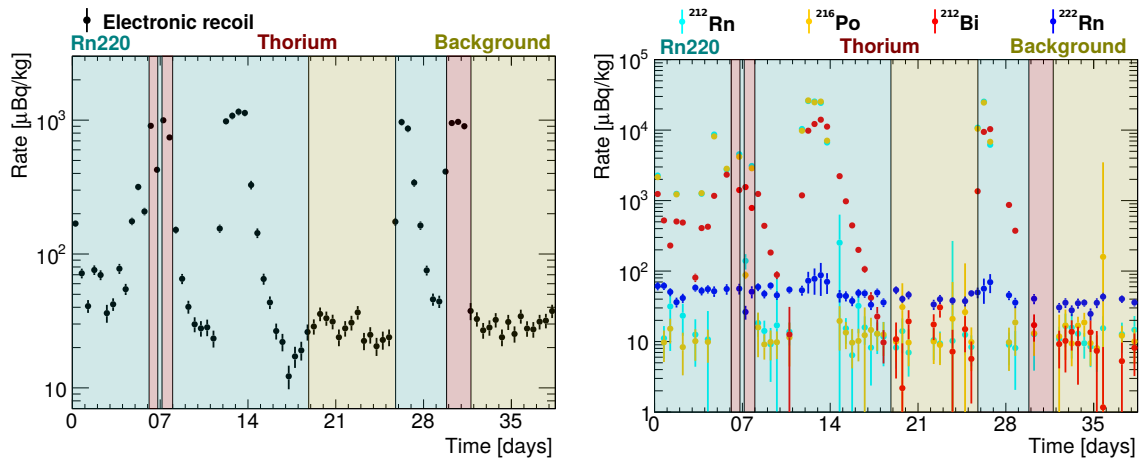 Electronic recoil
Rn220 Thorium Background
Rate [μBq/kg]
10³
10²
10
0 07 14 21 28 35
Time [days]
²¹²Rn ²¹⁶Po ²¹²Bi ²²²Rn
Rn220 Thorium Background
Rate [μBq/kg]
10⁵
10⁴
10³
10²
10
1
0 07 14 21 28 35
Time [days]